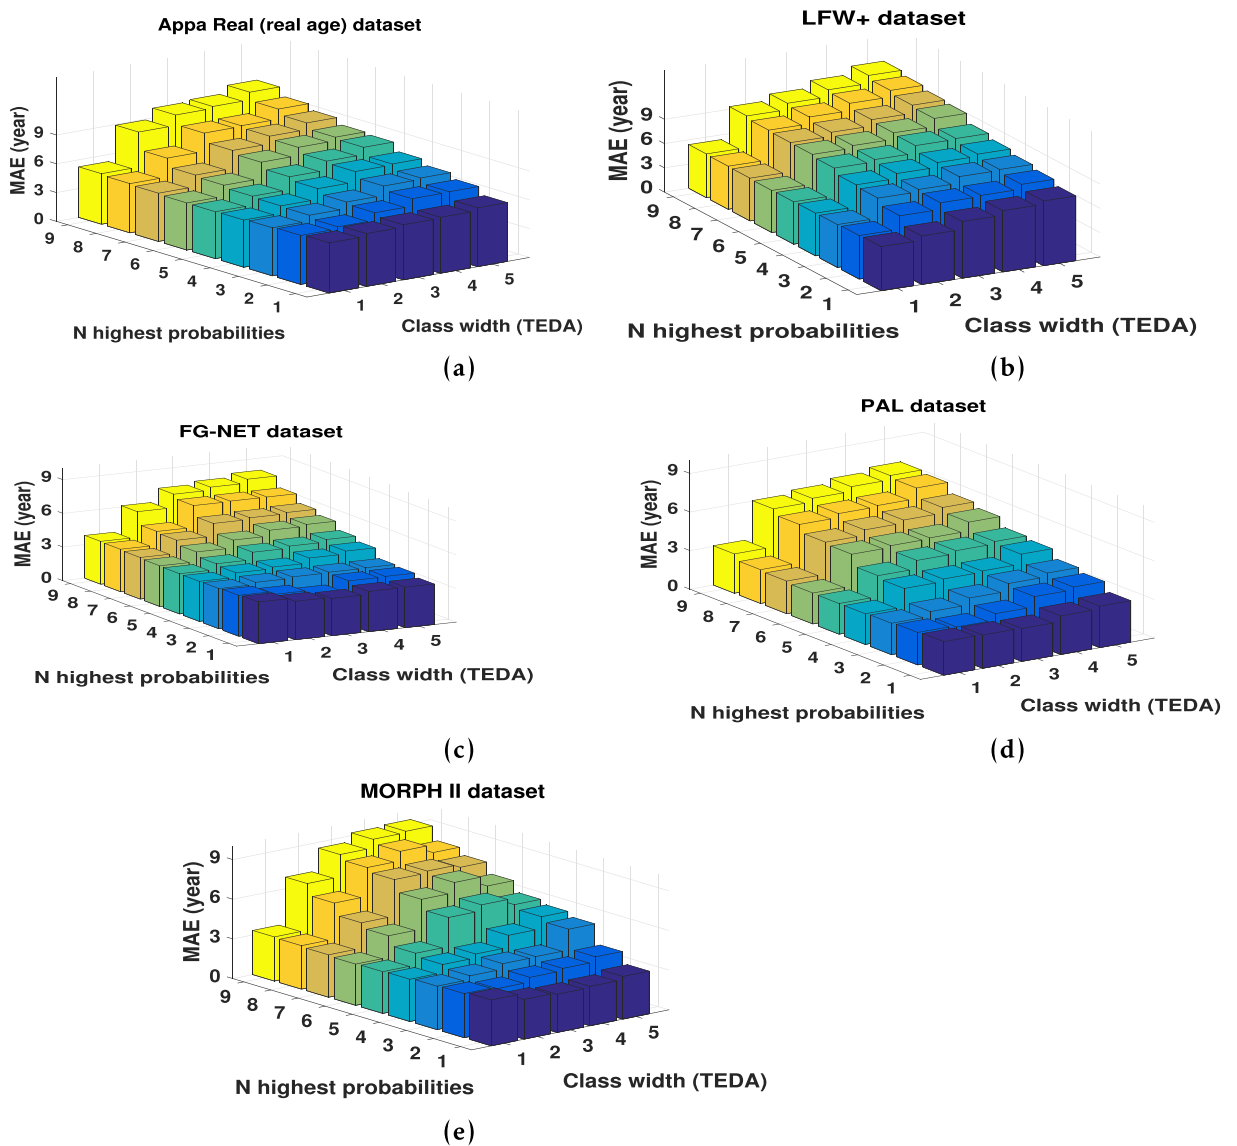 Appa Real (real age) dataset
MAE (year)
9
6
3
0
9 8 7 6 5 4 3 2 1
1 2 3 4 5
N highest probabilities
Class width (TEDA)
(a)
LFW+ dataset
MAE (year)
9
6
3
0
9 8 7 6 5 4 3 2 1
1 2 3 4 5
N highest probabilities
Class width (TEDA)
(b)
FG-NET dataset
MAE (year)
9
6
3
0
9 8 7 6 5 4 3 2 1
1 2 3 4 5
N highest probabilities
Class width (TEDA)
(c)
PAL dataset
MAE (year)
9
6
3
0
9 8 7 6 5 4 3 2 1
1 2 3 4 5
N highest probabilities
Class width (TEDA)
(d)
MORPH II dataset
MAE (year)
9
6
3
0
9 8 7 6 5 4 3 2 1
1 2 3 4 5
N highest probabilities
Class width (TEDA)
(e)